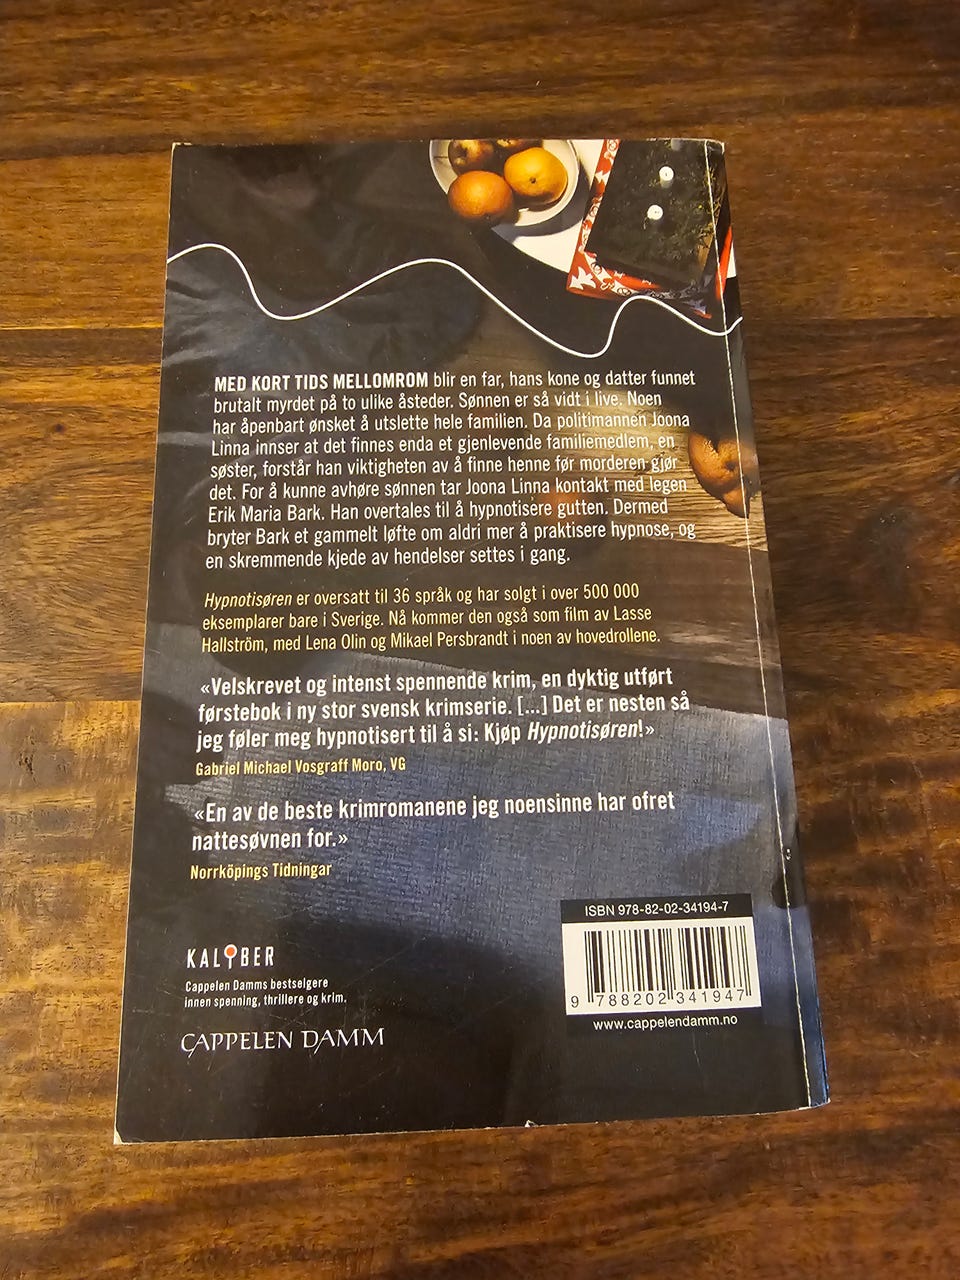 MED KORT TIDS MELLOMROM blir en far, hans kone og datter funnet
brutalt myrdet på to ulike åsteder. Sønnen er så vidt i live. Noen
har åpenbart ønsket å utslette hele familien. Da politimannen Joona
Linna innser at det finnes enda et gjenlevende familiemedlem, en
søster, forstår han viktigheten av å finne henne før morderen gjør
det. For å kunne avhøre sønnen tar Joona Linna kontakt med legen
Erik Maria Bark. Han overtales til å hypnotisere gutten. Dermed
bryter Bark et gammelt løfte om aldri mer å praktisere hypnose, og
en skremmende kjede av hendelser settes i gang.
Hypnotisøren er oversatt til 36 språk og har solgt i over 500 000
eksemplarer bare i Sverige. Nå kommer den også som film av Lasse
Hallström, med Lena Olin og Mikael Persbrandt i noen av hovedrollene.
«Velskrevet og intenst spennende krim, en dyktig utført
førstebok i ny stor svensk krimserie. [...] Det er nesten så
jeg føler meg hypnotisert til å si: Kjøp Hypnotisøren!»
Gabriel Michael Vosgraff Moro, VG
«En av de beste krimromanene jeg noensinne har ofret
nattesøvnen for.»
Norrköpings Tidningar
KALIBER
Cappelen Damms bestselgere
innen spenning, thrillere og krim.
CAPPELEN DAMM
ISBN 978-82-02-34194-7
9 788202 341947
www.cappelendamm.no